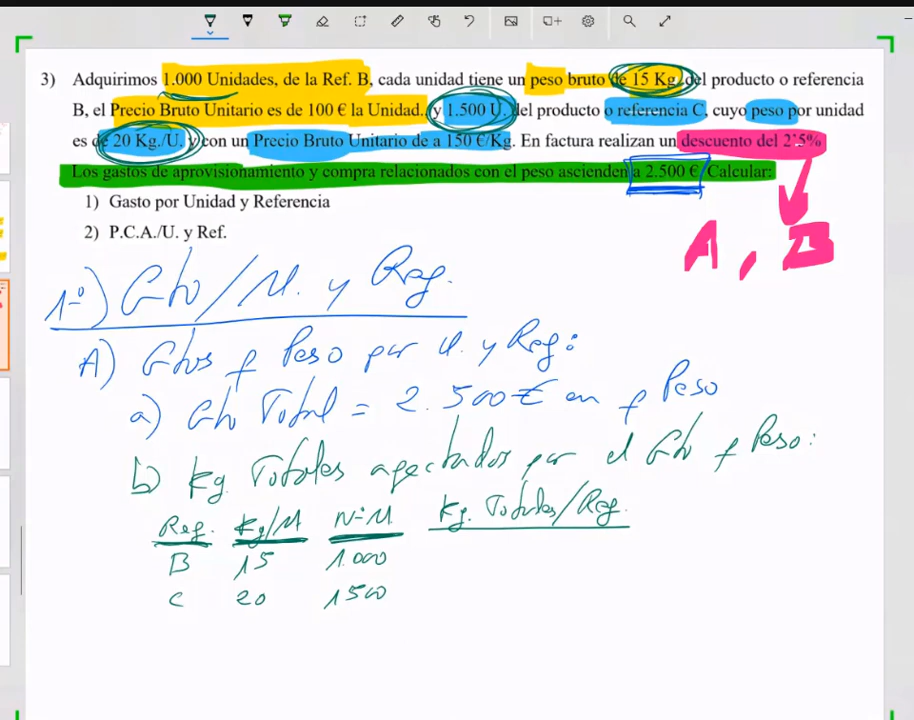 3) Adquirimos 1.000 Unidades, de la Ref. B, cada unidad tiene un peso bruto de 15 Kg, del producto o referencia
B, el Precio Bruto Unitario es de 100 € la Unidad. y 1.500 U. del producto o referencia C, cuyo peso por unidad
es de 20 Kg./U. y con un Precio Bruto Unitario de a 150 €/Kg. En factura realizan un descuento del 2'5%
Los gastos de aprovisionamiento y compra relacionados con el peso ascienden a 2.500 € Calcular:
1) Gasto por Unidad y Referencia
2) P.C.A./U. y Ref.
A, B
1º) Gto/U. y Ref.
A) Gtos f Peso por U. y Ref:
a) Gto Total = 2.500€ en f Peso
b) Kg. Totales afectados por el Gto f Peso:
Ref. Kg/U Nº U Kg. Totales/Ref.
B 15 1.000
C 20 1500